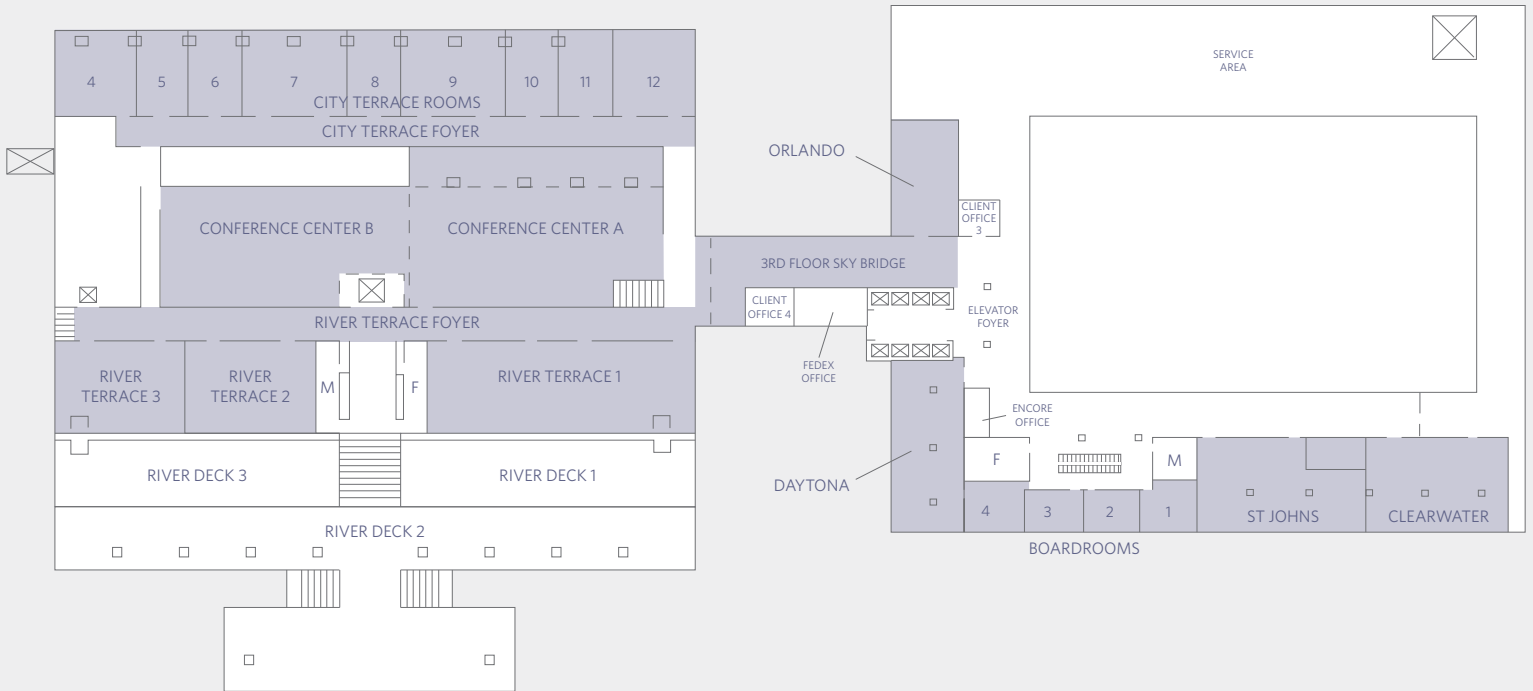 SERVICE
AREA
4
5
6
7
8
9
10
11
12
CITY TERRACE ROOMS
CITY TERRACE FOYER
ORLANDO
CLIENT
OFFICE
3
CONFERENCE CENTER B
CONFERENCE CENTER A
3RD FLOOR SKY BRIDGE
CLIENT
OFFICE 4
ELEVATOR
FOYER
RIVER TERRACE FOYER
FEDEX
OFFICE
RIVER
TERRACE 3
RIVER
TERRACE 2
M
F
RIVER TERRACE 1
ENCORE
OFFICE
RIVER DECK 3
RIVER DECK 1
DAYTONA
F
M
4
3
2
1
ST JOHNS
CLEARWATER
RIVER DECK 2
BOARDROOMS